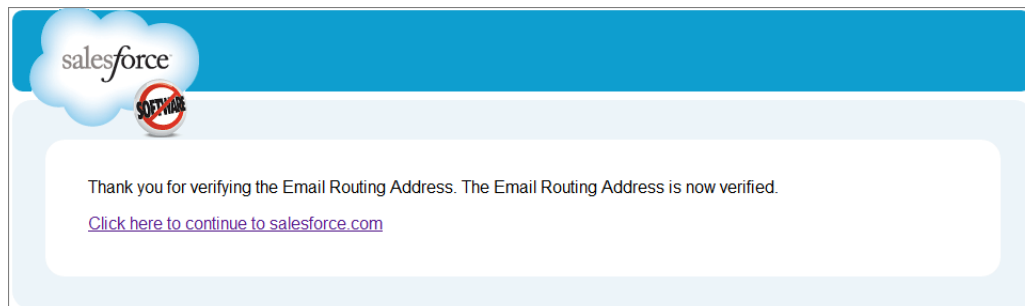 salesforce
SOFTWARE
Thank you for verifying the Email Routing Address. The Email Routing Address is now verified.
Click here to continue to salesforce.com